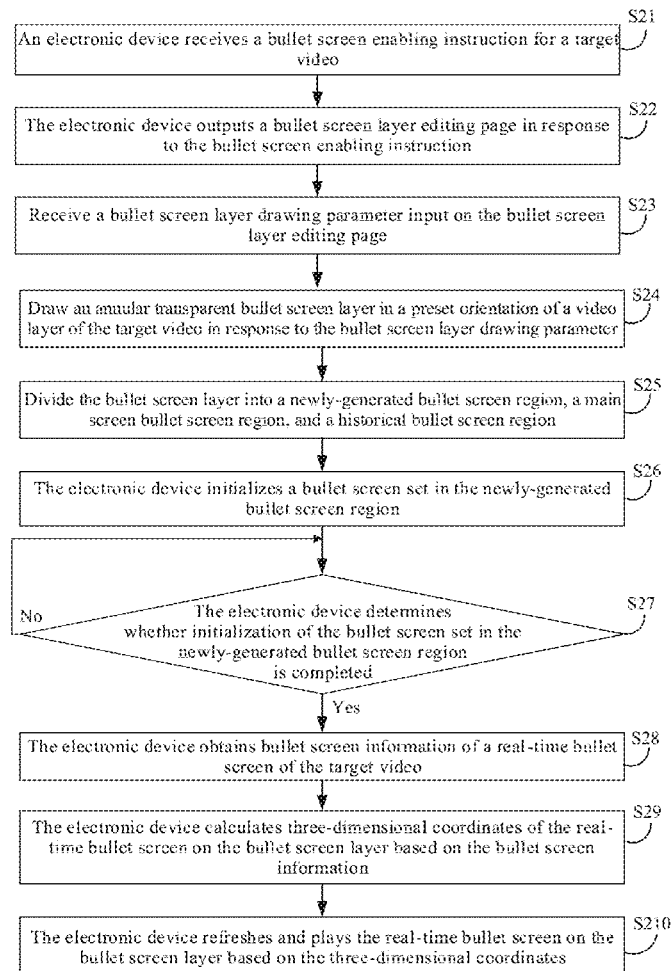 S21
An electronic device receives a bullet screen enabling instruction for a target
video
S22
The electronic device outputs a bullet screen layer editing page in response
to the bullet screen enabling instruction
S23
Receive a bullet screen layer drawing parameter input on the bullet screen
layer editing page
S24
Draw an annular transparent bullet screen layer in a preset orientation of a video
layer of the target video in response to the bullet screen layer drawing parameter
S25
Divide the bullet screen layer into a newly-generated bullet screen region, a main
screen bullet screen region, and a historical bullet screen region
S26
The electronic device initializes a bullet screen set in the newly-generated
bullet screen region
No
S27
The electronic device determines
whether initialization of the bullet screen set in the
newly-generated bullet screen region
is completed
Yes
S28
The electronic device obtains bullet screen information of a real-time bullet
screen of the target video
S29
The electronic device calculates three-dimensional coordinates of the real-
time bullet screen on the bullet screen layer based on the bullet screen
information
S210
The electronic device refreshes and plays the real-time bullet screen on the
bullet screen layer based on the three-dimensional coordinates